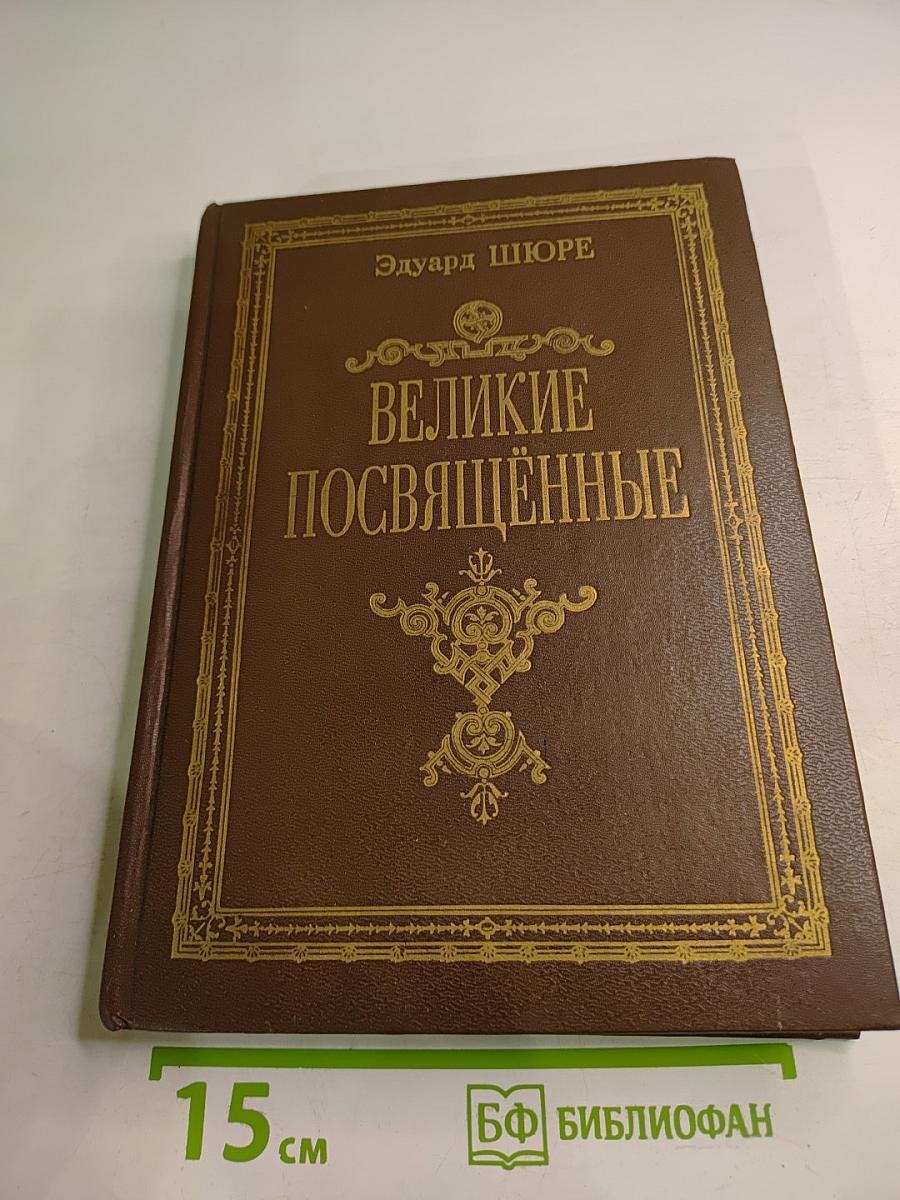 Эдуард ШЮРЕ
ВЕЛИКИЕ
ПОСВЯЩЁННЫЕ
15 см
БФ БИБЛИОФАН